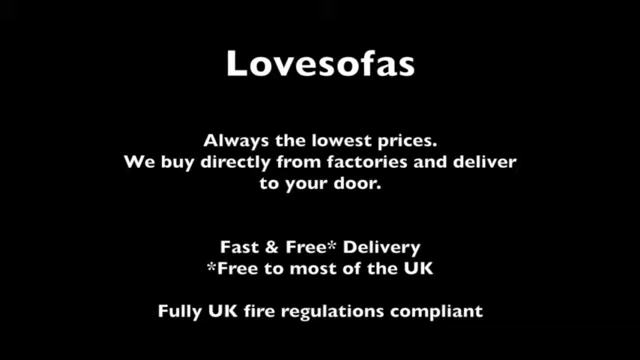 Lovesofas
Always the lowest prices.
We buy directly from factories and deliver
to your door.
Fast & Free* Delivery
*Free to most of the UK
Fully UK fire regulations compliant